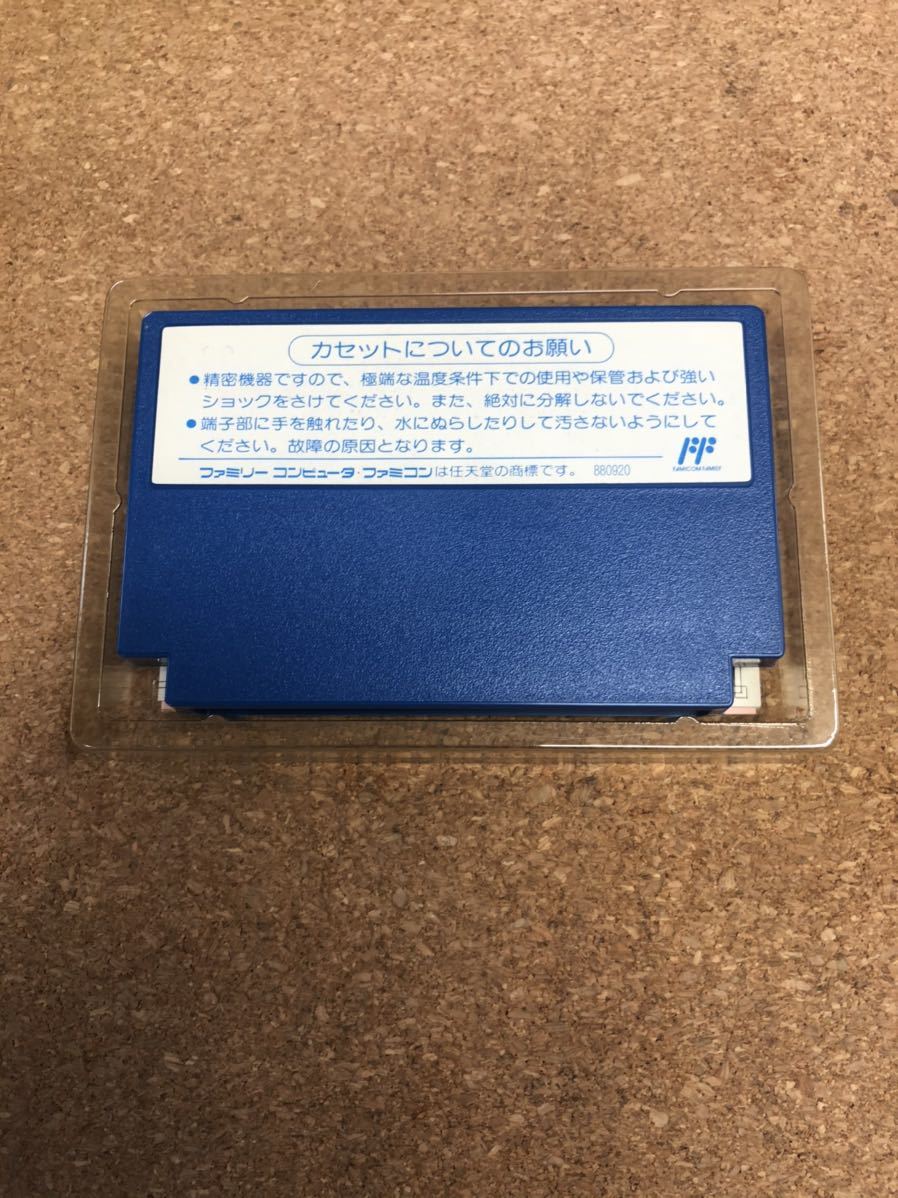 カセットについてのお願い
●精密機器ですので、極端な温度条件下での使用や保管および強い
ショックをさけてください。また、絶対に分解しないでください。
●端子部に手を触れたり、水にぬらしたりして汚さないようにして
ください。故障の原因となります。
ファミリー コンピュータ・ファミコンは任天堂の商標です。 880920
FAMICOM FAMILY